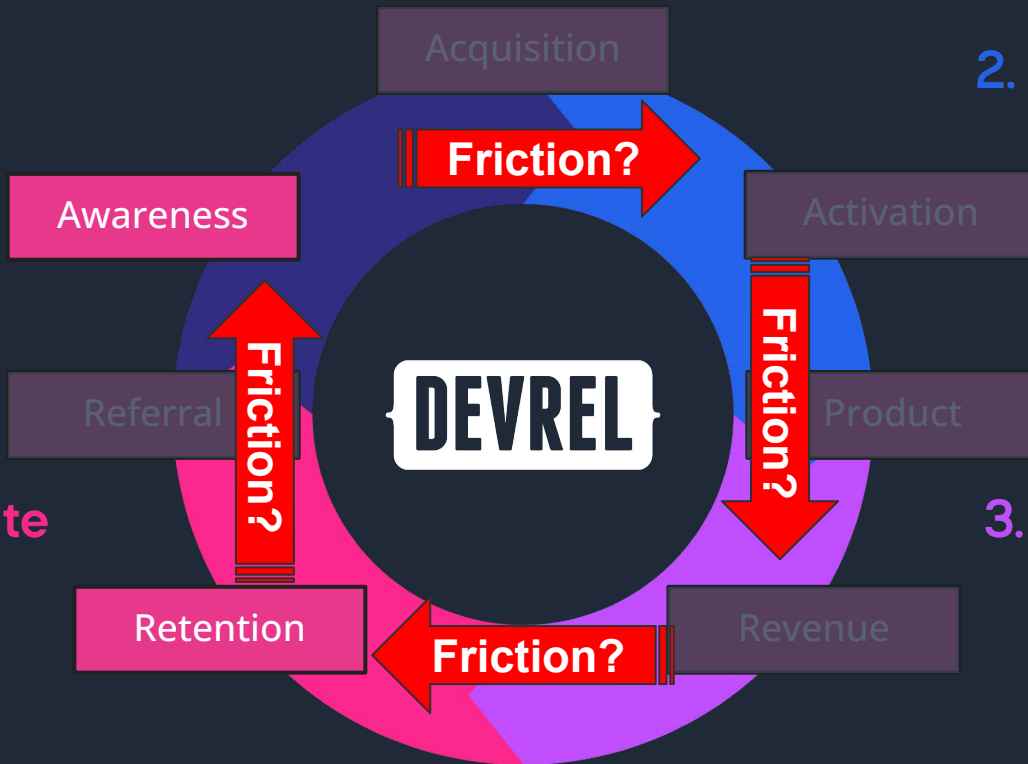 Acquisition
2.
Friction?
Awareness
Activation
Friction?
Friction?
Referral
{DEVREL}
Product
te
3.
Retention
Friction?
Revenue